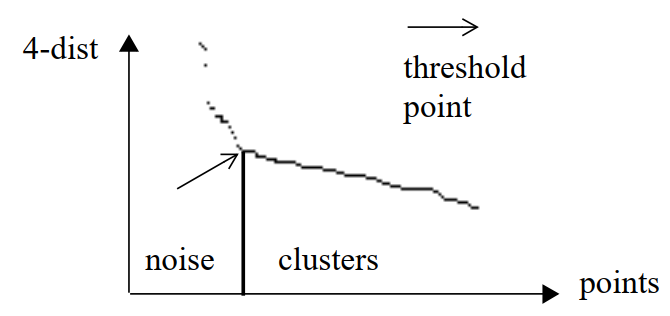 4-dist
threshold
point
noise
clusters
points